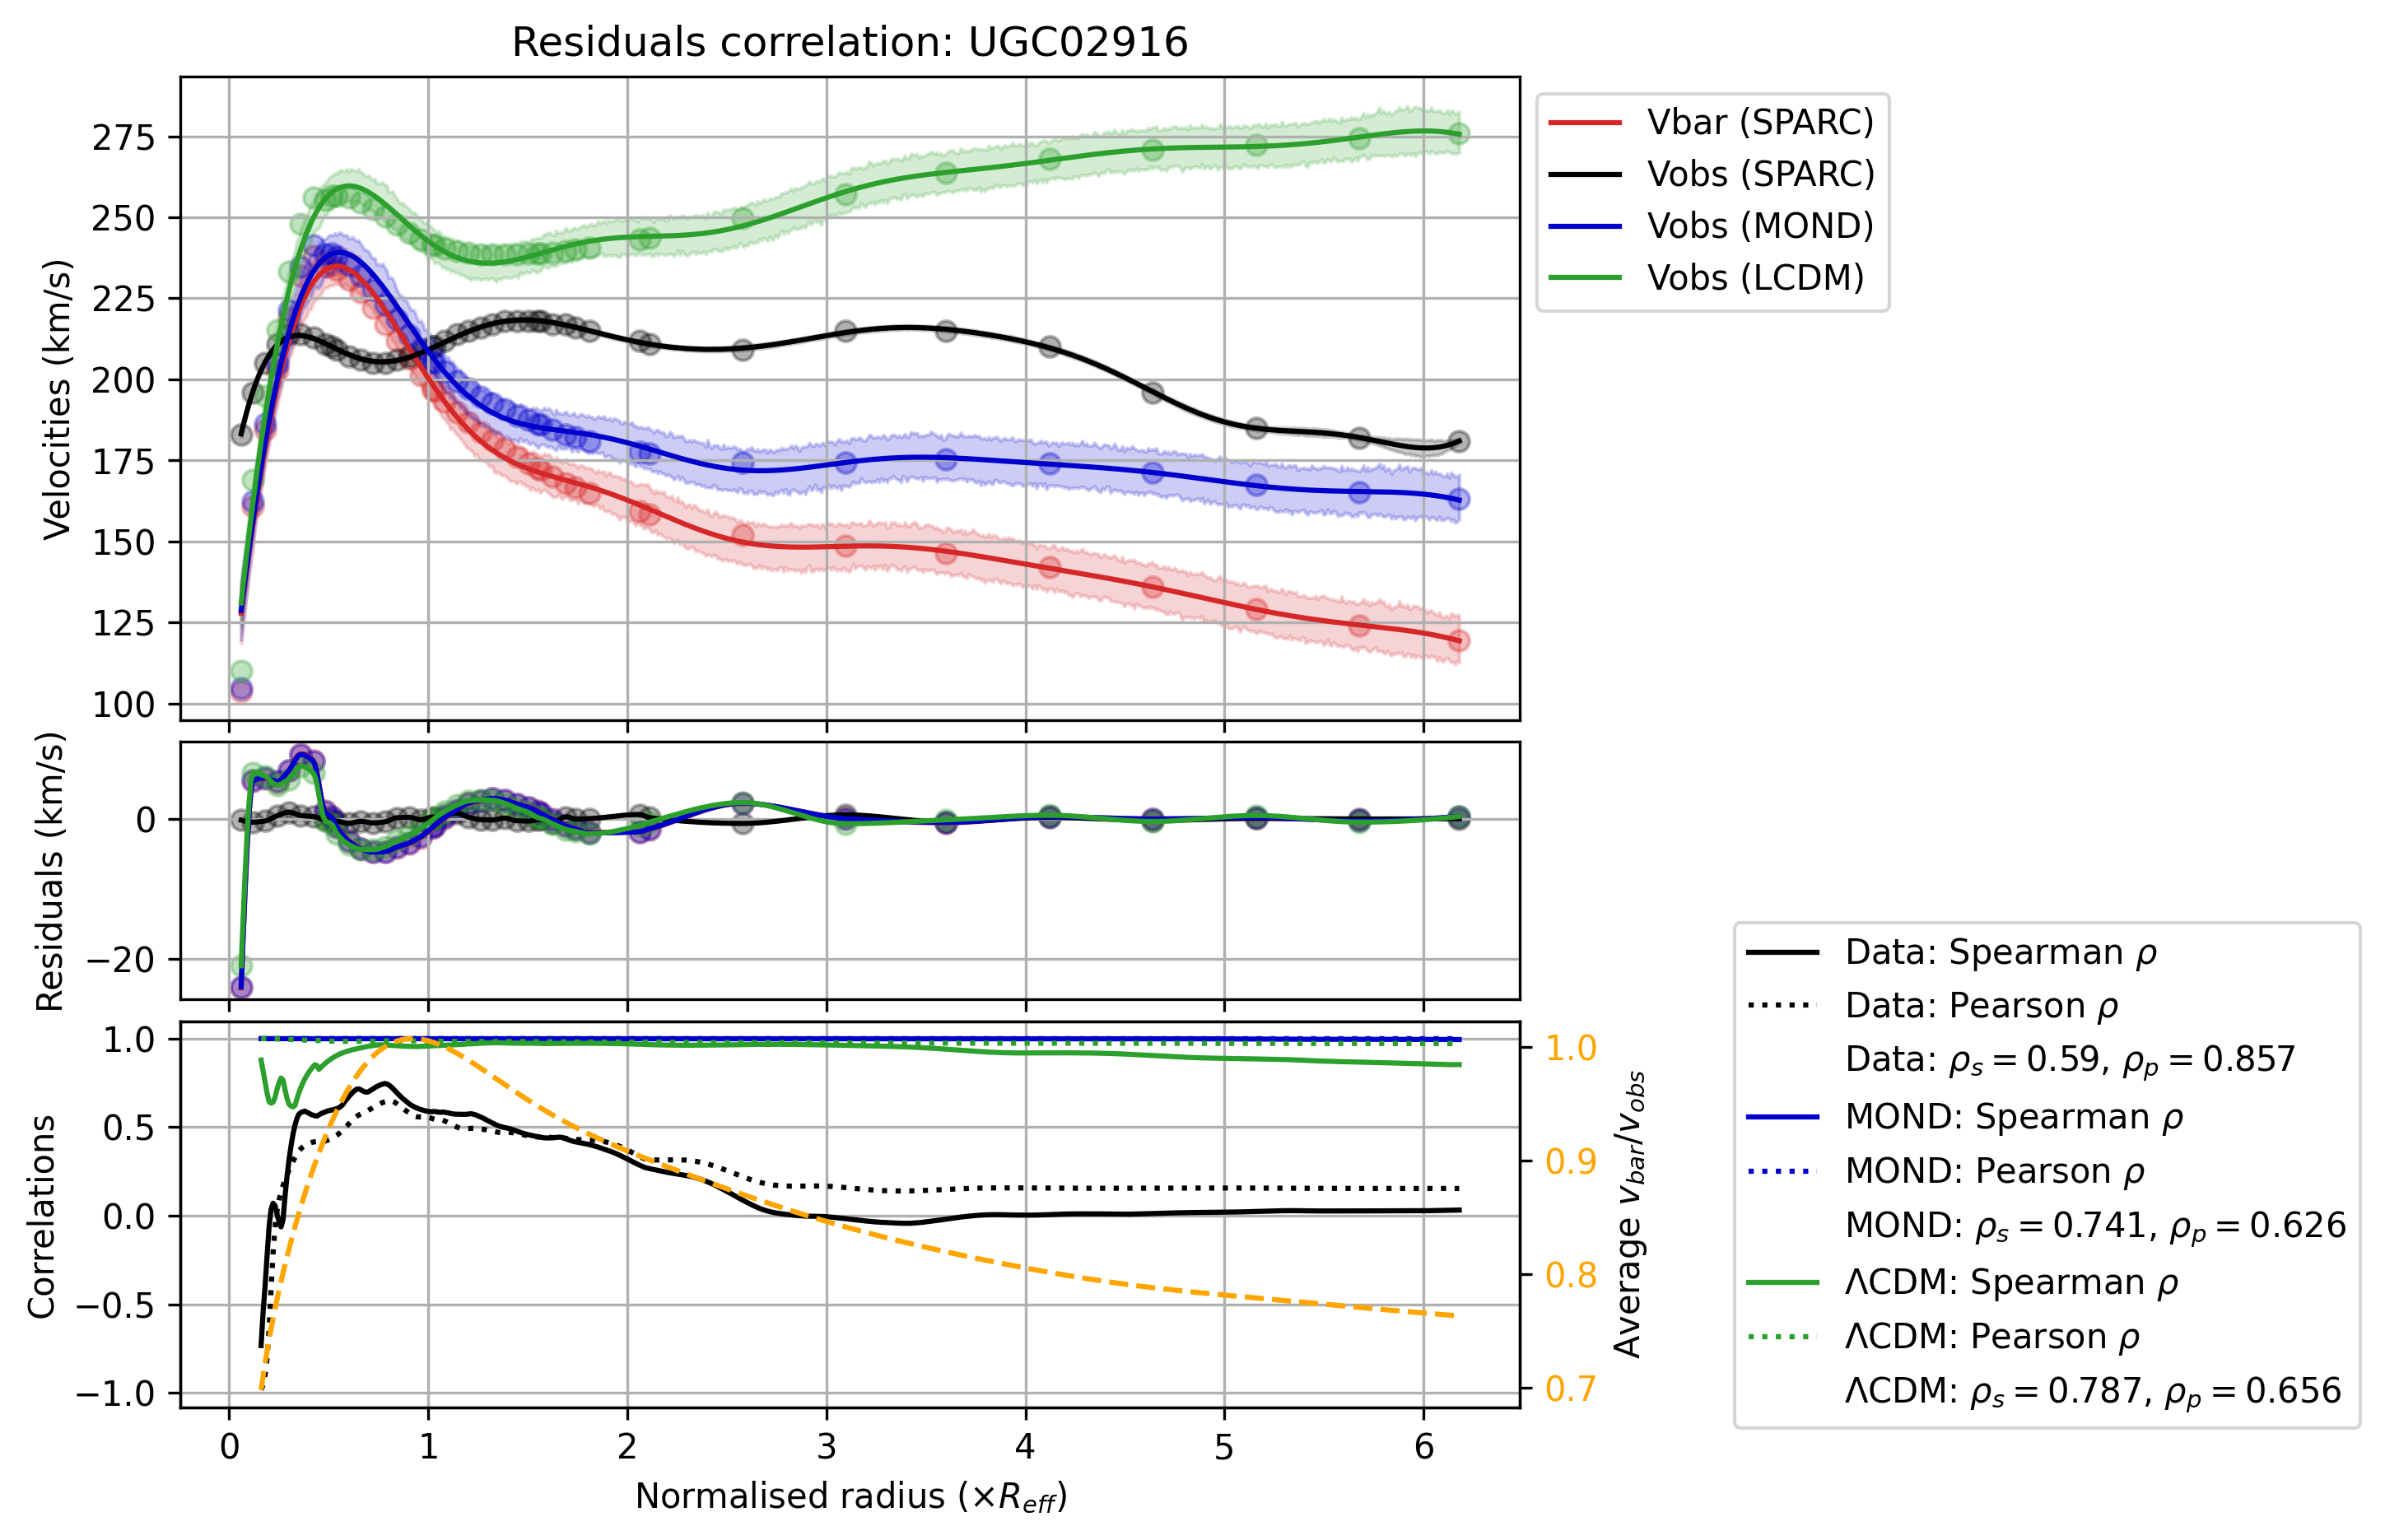 Residuals correlation: UGC02916
Velocities (km/s)
275
250
225
200
175
150
125
100
Vbar (SPARC)
Vobs (SPARC)
Vobs (MOND)
Vobs (LCDM)
Residuals (km/s)
0
−20
Correlations
1.0
0.5
0.0
−0.5
−1.0
1.0
0.9
0.8
0.7
Average v_bar/v_obs
0 1 2 3 4 5 6
Normalised radius (×R_eff)
Data: Spearman ρ
Data: Pearson ρ
Data: ρ_s = 0.59, ρ_p = 0.857
MOND: Spearman ρ
MOND: Pearson ρ
MOND: ρ_s = 0.741, ρ_p = 0.626
ΛCDM: Spearman ρ
ΛCDM: Pearson ρ
ΛCDM: ρ_s = 0.787, ρ_p = 0.656